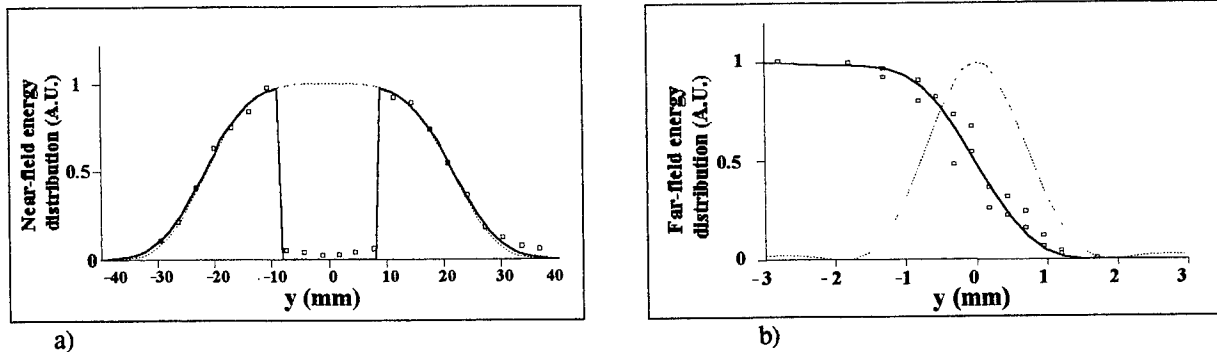 Near-field energy
distribution (A.U.)
1
0.5
0
-40 -30 -20 -10 0 10 20 30 40
y (mm)
a)
Far-field energy
distribution (A.U.)
1
0.5
0
-3 -2 -1 0 1 2 3
y (mm)
b)